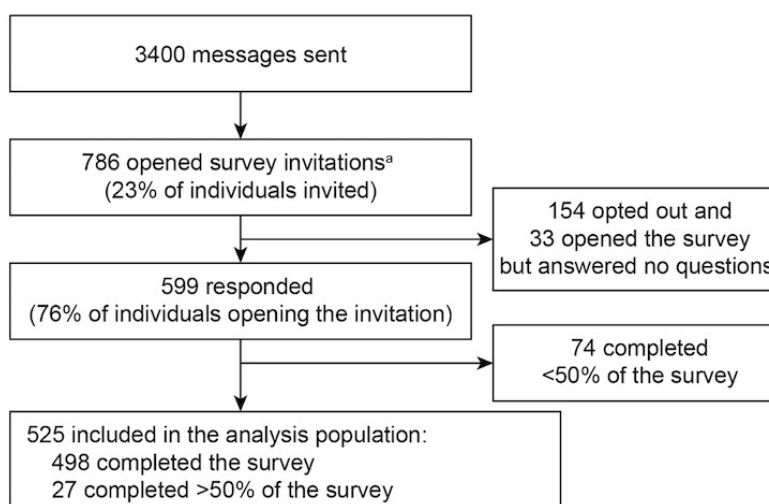 3400 messages sent
786 opened survey invitationsᵃ
(23% of individuals invited)
154 opted out and
33 opened the survey
but answered no questions
599 responded
(76% of individuals opening the invitation)
74 completed
<50% of the survey
525 included in the analysis population:
498 completed the survey
27 completed >50% of the survey